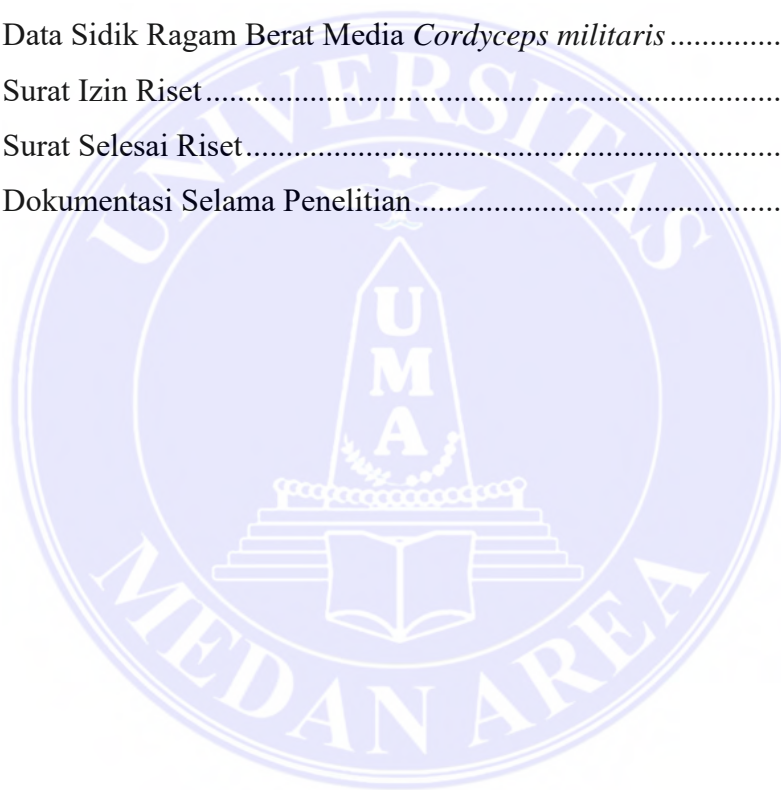 Data Sidik Ragam Berat Media Cordyceps militaris..............
Surat Izin Riset..........................................................................
Surat Selesai Riset.....................................................................
Dokumentasi Selama Penelitian...............................................
UNIVERSITAS
U
M
A
MEDAN AREA